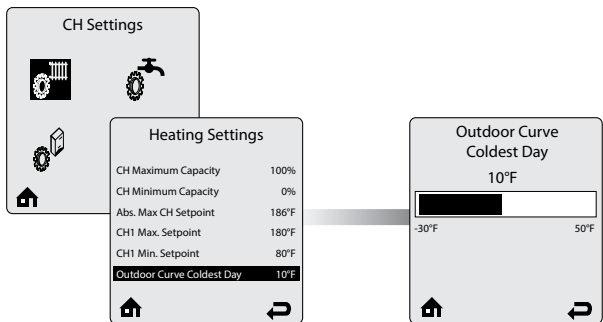 CH Settings
Heating Settings
CH Maximum Capacity 100%
CH Minimum Capacity 0%
Abs. Max CH Setpoint 186°F
CH1 Max. Setpoint 180°F
CH1 Min. Setpoint 80°F
Outdoor Curve Coldest Day 10°F
Outdoor Curve
Coldest Day
10°F
-30°F 50°F